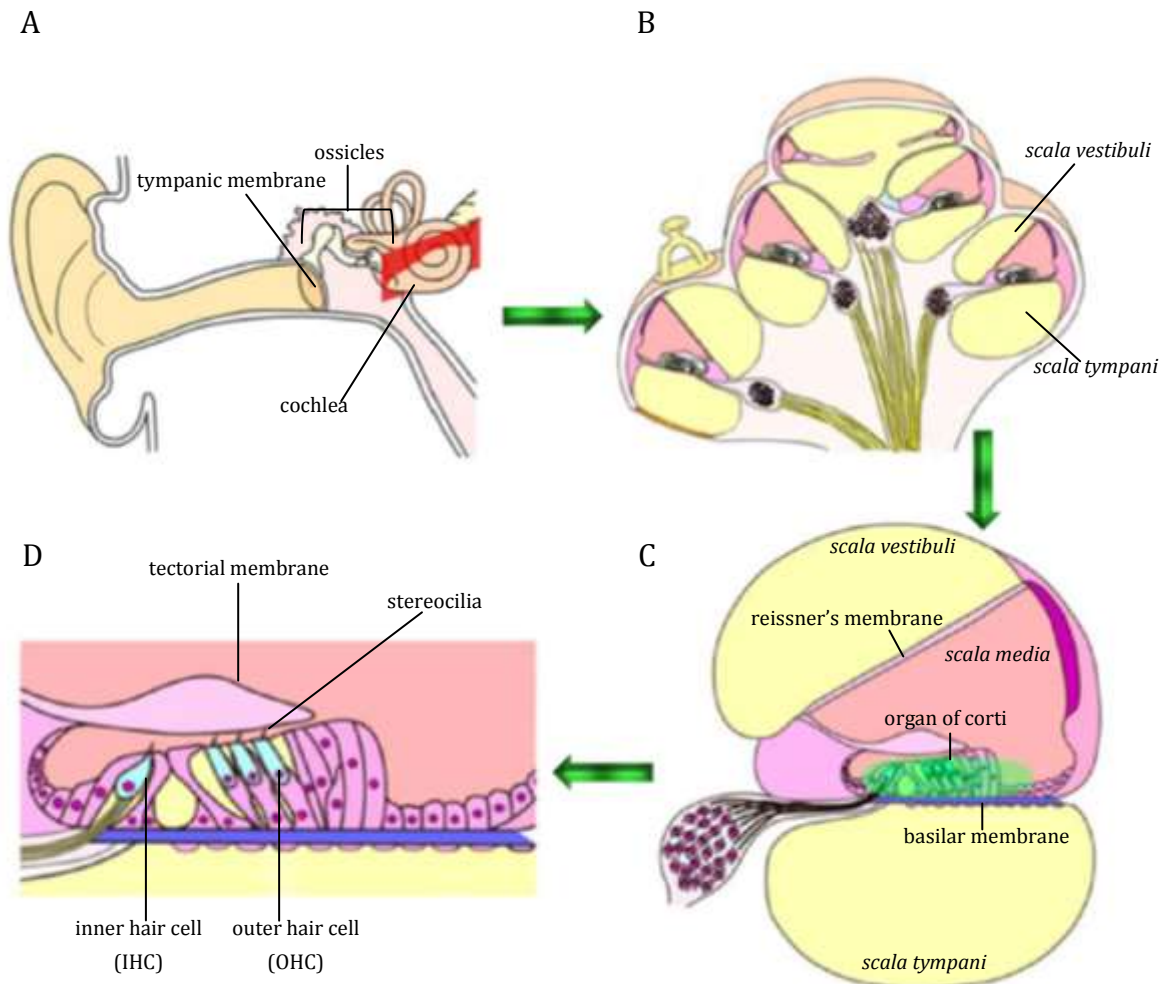 A
ossicles
tympanic membrane
cochlea
B
scala vestibuli
scala tympani
C
scala vestibuli
reissner's membrane
scala media
organ of corti
basilar membrane
scala tympani
D
tectorial membrane
stereocilia
inner hair cell
(IHC)
outer hair cell
(OHC)